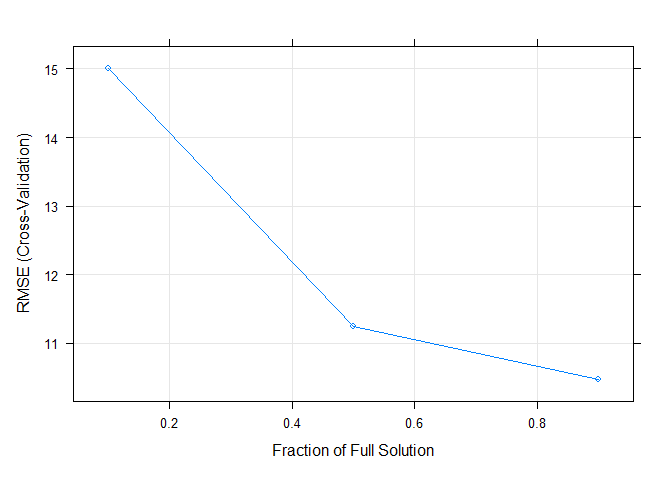 RMSE (Cross-Validation)
15
14
13
12
11
0.2 0.4 0.6 0.8
Fraction of Full Solution